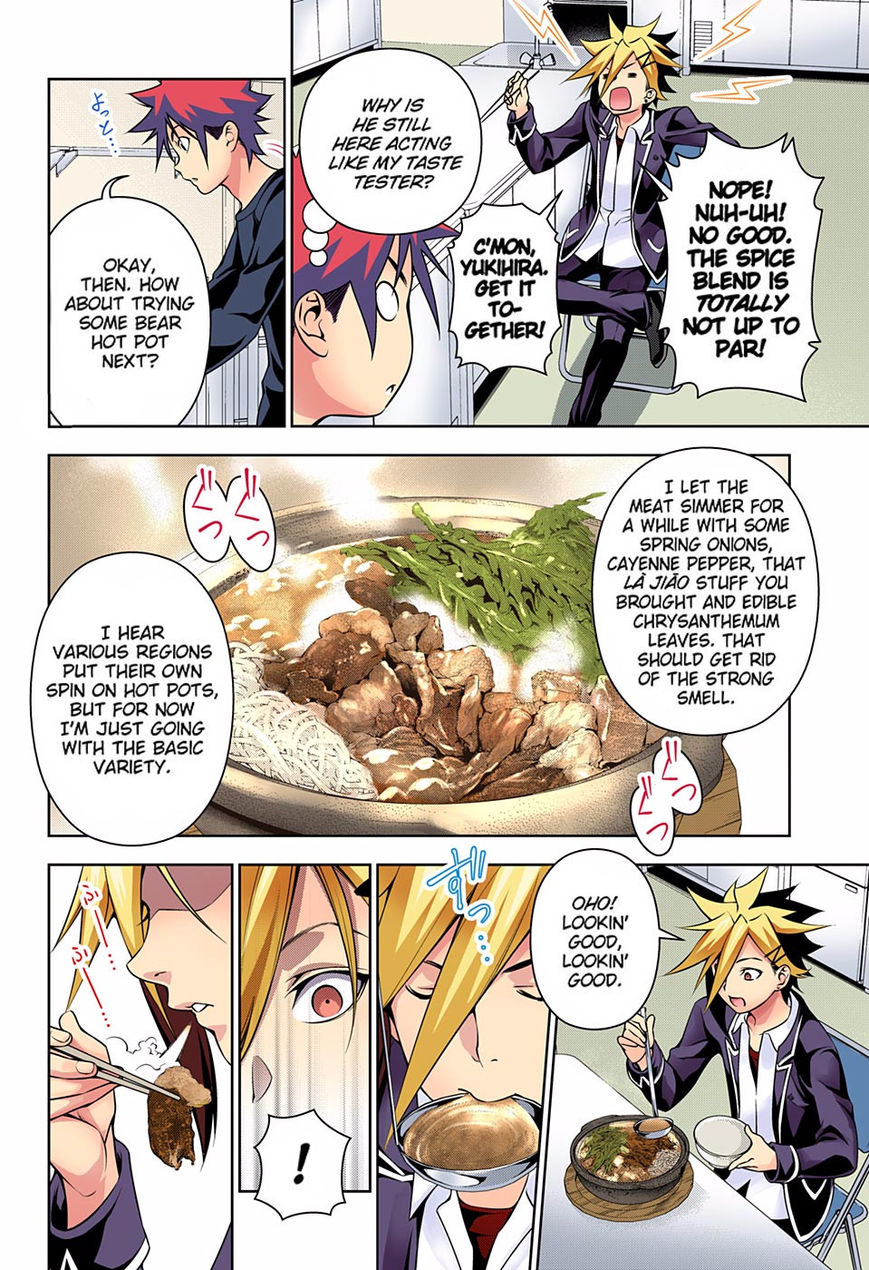 NOPE!
NUH-UH!
NO GOOD.
THE SPICE
BLEND IS
TOTALLY
NOT UP TO
PAR!
C'MON,
YUKIHIRA.
GET IT
TO-
GETHER!
WHY IS
HE STILL
HERE ACTING
LIKE MY TASTE
TESTER?
よっと…
OKAY,
THEN. HOW
ABOUT TRYING
SOME BEAR
HOT POT
NEXT?
I LET THE
MEAT SIMMER FOR
A WHILE WITH SOME
SPRING ONIONS,
CAYENNE PEPPER, THAT
LÀ JIĀO STUFF YOU
BROUGHT AND EDIBLE
CHRYSANTHEMUM
LEAVES. THAT
SHOULD GET RID
OF THE STRONG
SMELL.
ぐっ
ぐっ
I HEAR
VARIOUS REGIONS
PUT THEIR OWN
SPIN ON HOT POTS,
BUT FOR NOW
I'M JUST GOING
WITH THE BASIC
VARIETY.
ぐっ
OHO!
LOOKIN'
GOOD,
LOOKIN'
GOOD.
ずっ…
!
ふーー…
ふーー…